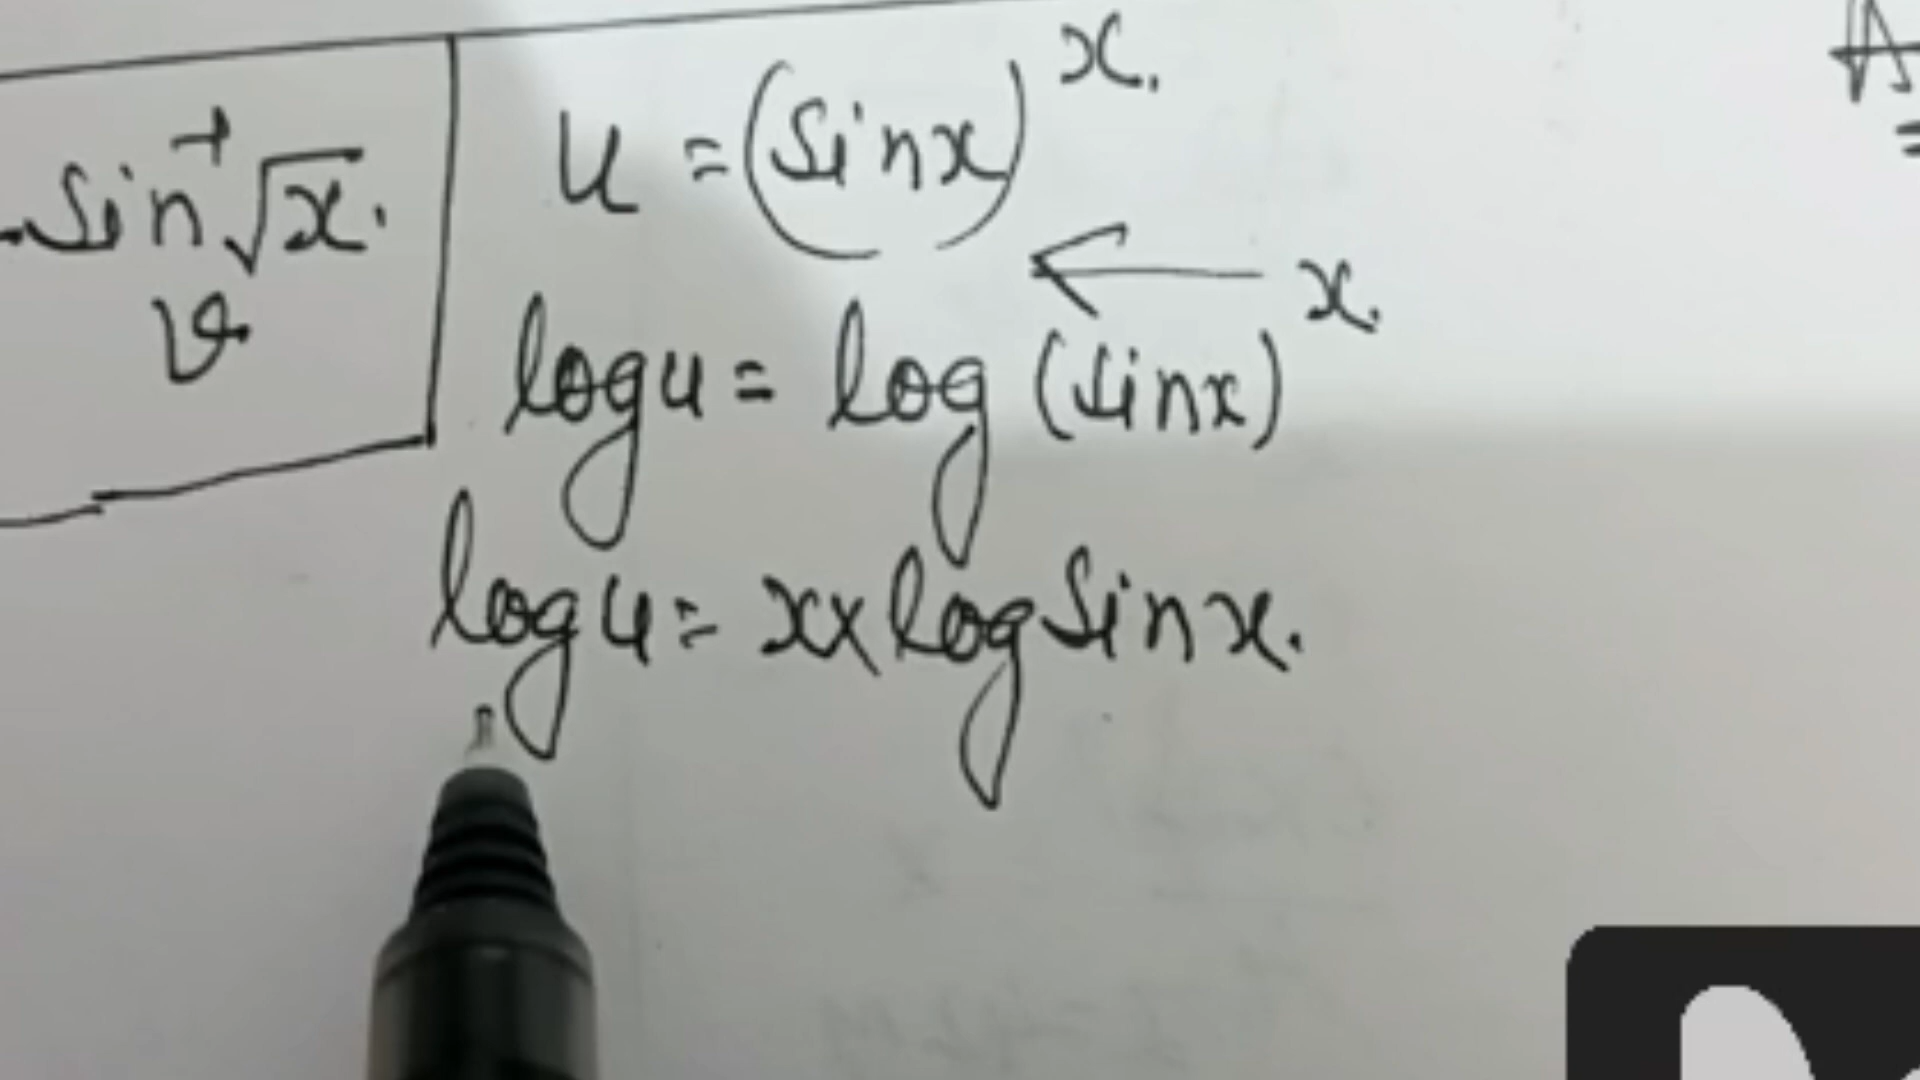 sin⁻¹√x.
v
u = (sinx)ˣ.
log u = log (sinx)ˣ.
log u = x × log sinx.